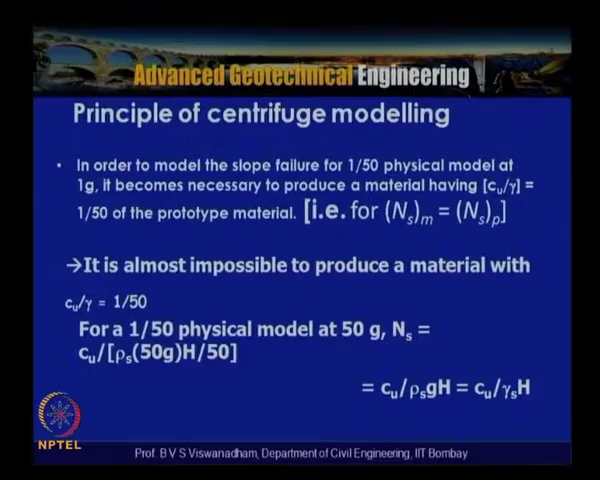 Advanced Geotechnical Engineering
Principle of centrifuge modelling
• In order to model the slope failure for 1/50 physical model at
1g, it becomes necessary to produce a material having [cᵤ/γ] =
1/50 of the prototype material. [i.e. for (Nₛ)ₘ = (Nₛ)ₚ]
→It is almost impossible to produce a material with
cᵤ/γ = 1/50
For a 1/50 physical model at 50 g, Nₛ =
cᵤ/[ρₛ(50g)H/50]
= cᵤ/ρₛgH = cᵤ/γₛH
NPTEL
Prof. B V S Viswanadham, Department of Civil Engineering, IIT Bombay